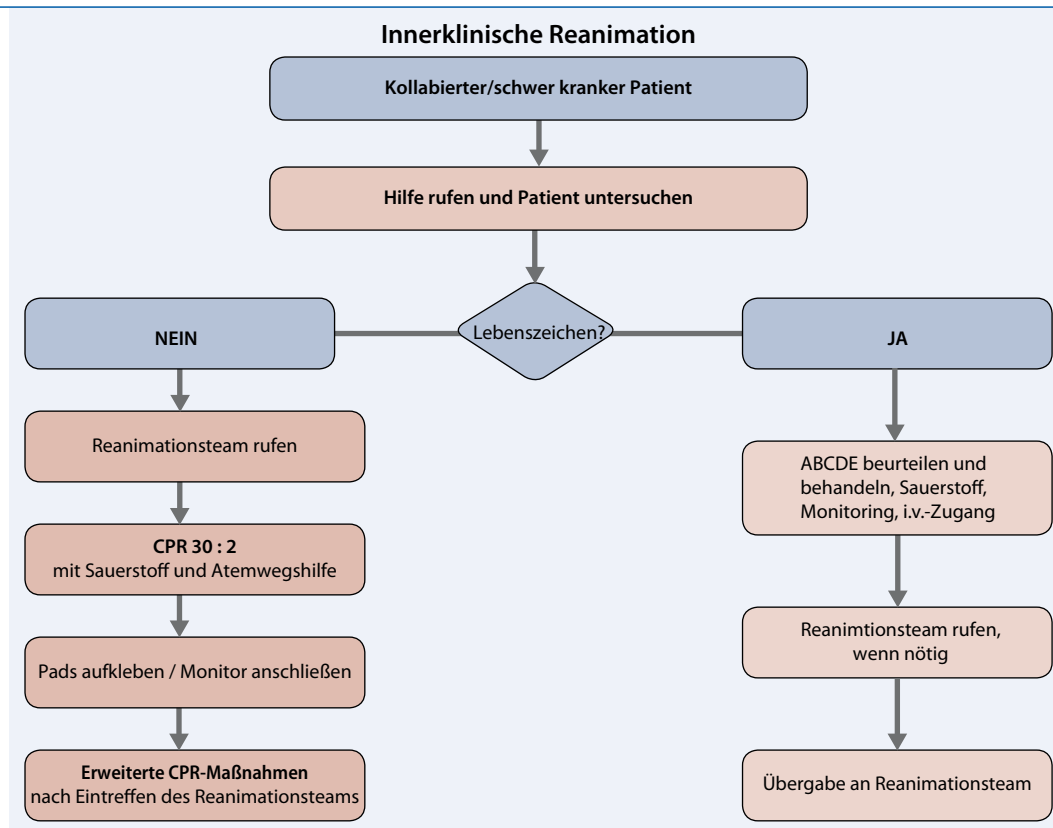 Innerklinische Reanimation
Kollabierter/schwer kranker Patient
Hilfe rufen und Patient untersuchen
Lebenszeichen?
NEIN
Reanimationsteam rufen
CPR 30 : 2
mit Sauerstoff und Atemwegshilfe
Pads aufkleben / Monitor anschließen
Erweiterte CPR-Maßnahmen
nach Eintreffen des Reanimationsteams
JA
ABCDE beurteilen und
behandeln, Sauerstoff,
Monitoring, i.v.-Zugang
Reanimtionsteam rufen,
wenn nötig
Übergabe an Reanimationsteam